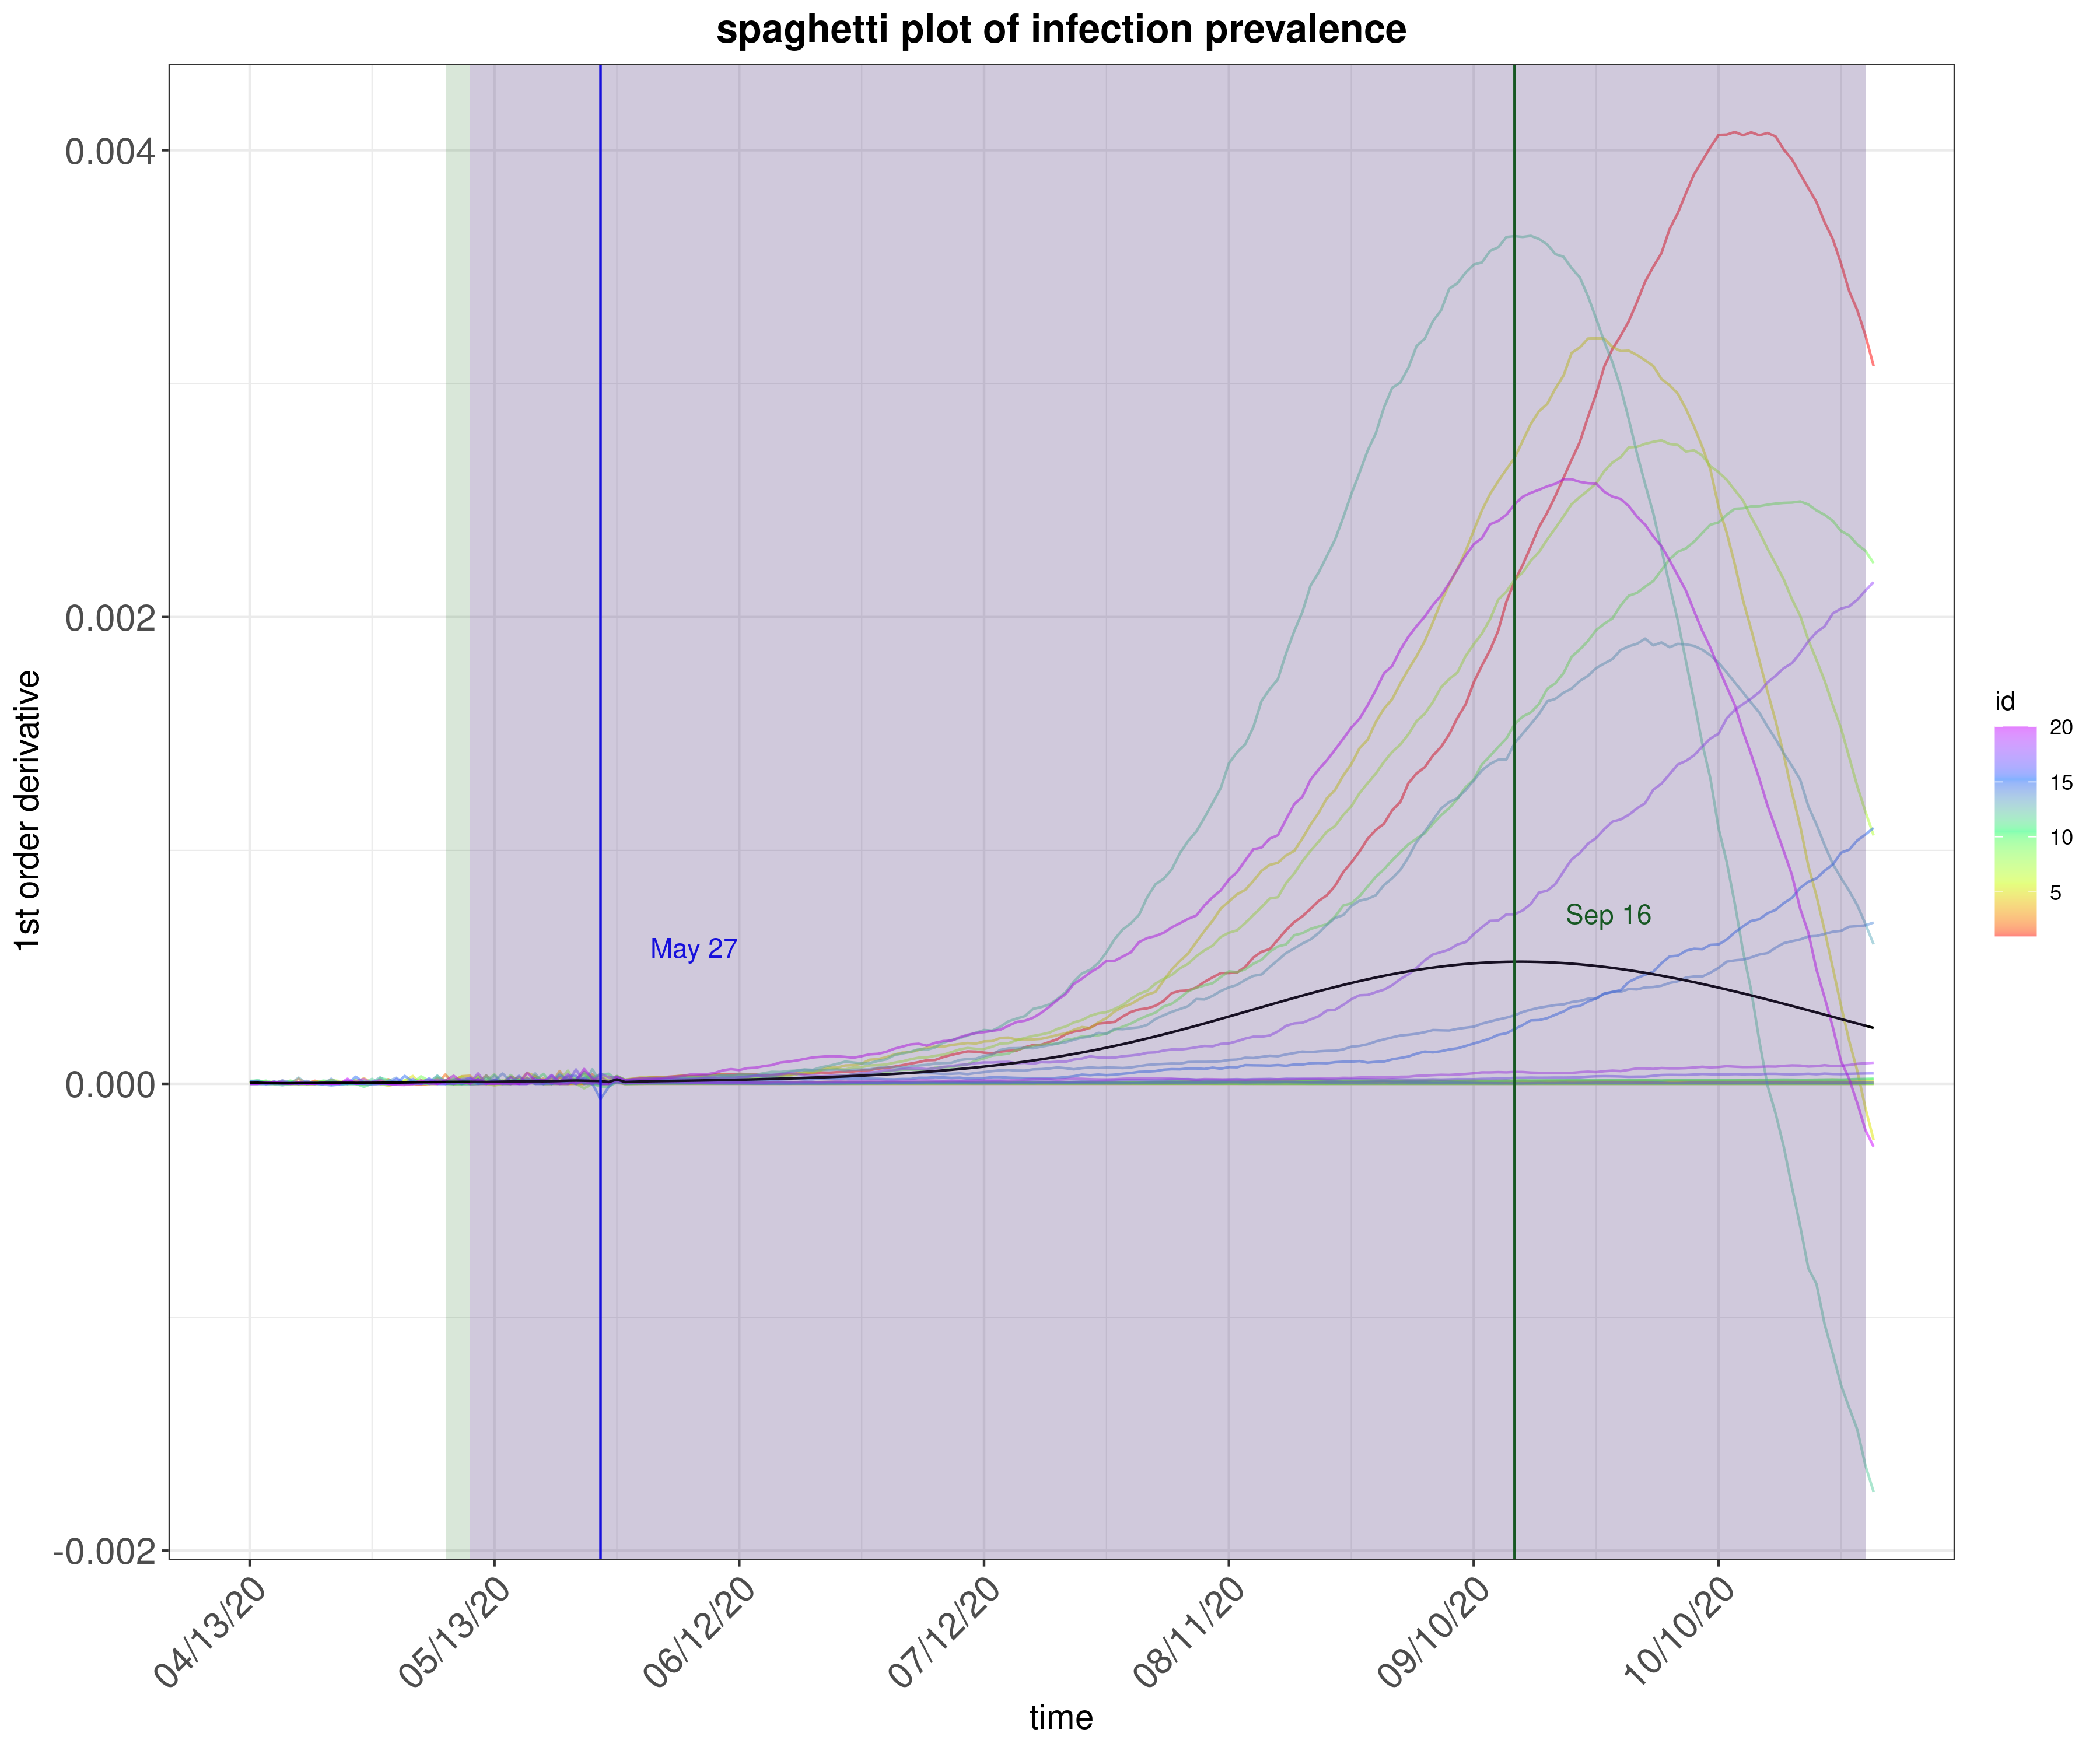 spaghetti plot of infection prevalence
1st order derivative
0.004
0.002
0.000
-0.002
May 27
Sep 16
04/13/20
05/13/20
06/12/20
07/12/20
08/11/20
09/10/20
10/10/20
time
id
20
15
10
5